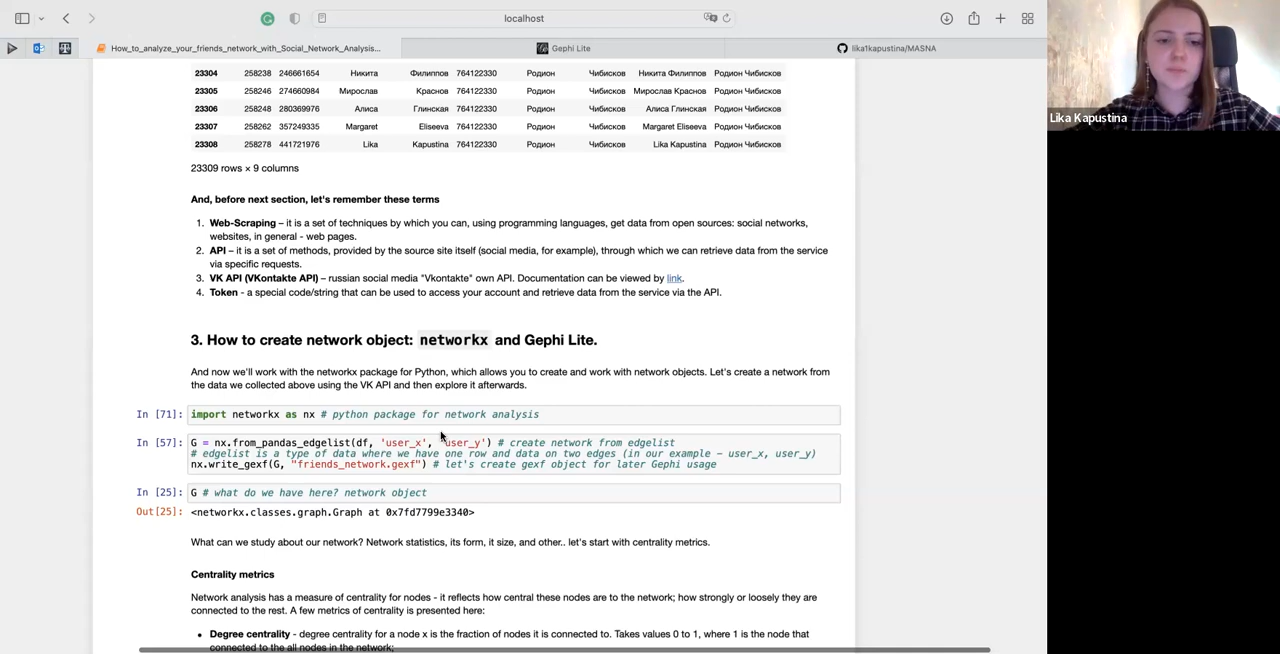 localhost
How_to_analyze_your_friends_network_with_Social_Network_Analysis...
Gephi Lite
lika1kapustina/MASNA
23304 258238 246661654 Никита Филиппов 764122330 Родион Чибисков Никита Филиппов Родион Чибисков
23305 258246 274660984 Мирослав Краснов 764122330 Родион Чибисков Мирослав Краснов Родион Чибисков
23306 258248 280369976 Алиса Глинская 764122330 Родион Чибисков Алиса Глинская Родион Чибисков
23307 258262 357249335 Margaret Eliseeva 764122330 Родион Чибисков Margaret Eliseeva Родион Чибисков
23308 258278 441721976 Lika Kapustina 764122330 Родион Чибисков Lika Kapustina Родион Чибисков
23309 rows × 9 columns
And, before next section, let's remember these terms
1. Web-Scraping – it is a set of techniques by which you can, using programming languages, get data from open sources: social networks,
websites, in general - web pages.
2. API – it is a set of methods, provided by the source site itself (social media, for example), through which we can retrieve data from the service
via specific requests.
3. VK API (VKontakte API) – russian social media "Vkontakte" own API. Documentation can be viewed by link.
4. Token - a special code/string that can be used to access your account and retrieve data from the service via the API.
3. How to create network object: networkx and Gephi Lite.
And now we'll work with the networkx package for Python, which allows you to create and work with network objects. Let's create a network from
the data we collected above using the VK API and then explore it afterwards.
In [71]: import networkx as nx # python package for network analysis
In [57]: G = nx.from_pandas_edgelist(df, 'user_x', 'user_y') # create network from edgelist
# edgelist is a type of data where we have one row and data on two edges (in our example – user_x, user_y)
nx.write_gexf(G, "friends_network.gexf") # let's create gexf object for later Gephi usage
In [25]: G # what do we have here? network object
Out[25]: <networkx.classes.graph.Graph at 0x7fd7799e3340>
What can we study about our network? Network statistics, its form, it size, and other.. let's start with centrality metrics.
Centrality metrics
Network analysis has a measure of centrality for nodes - it reflects how central these nodes are to the network; how strongly or loosely they are
connected to the rest. A few metrics of centrality is presented here:
• Degree centrality - degree centrality for a node x is the fraction of nodes it is connected to. Takes values 0 to 1, where 1 is the node that
connected to the all nodes in the network;
Lika Kapustina